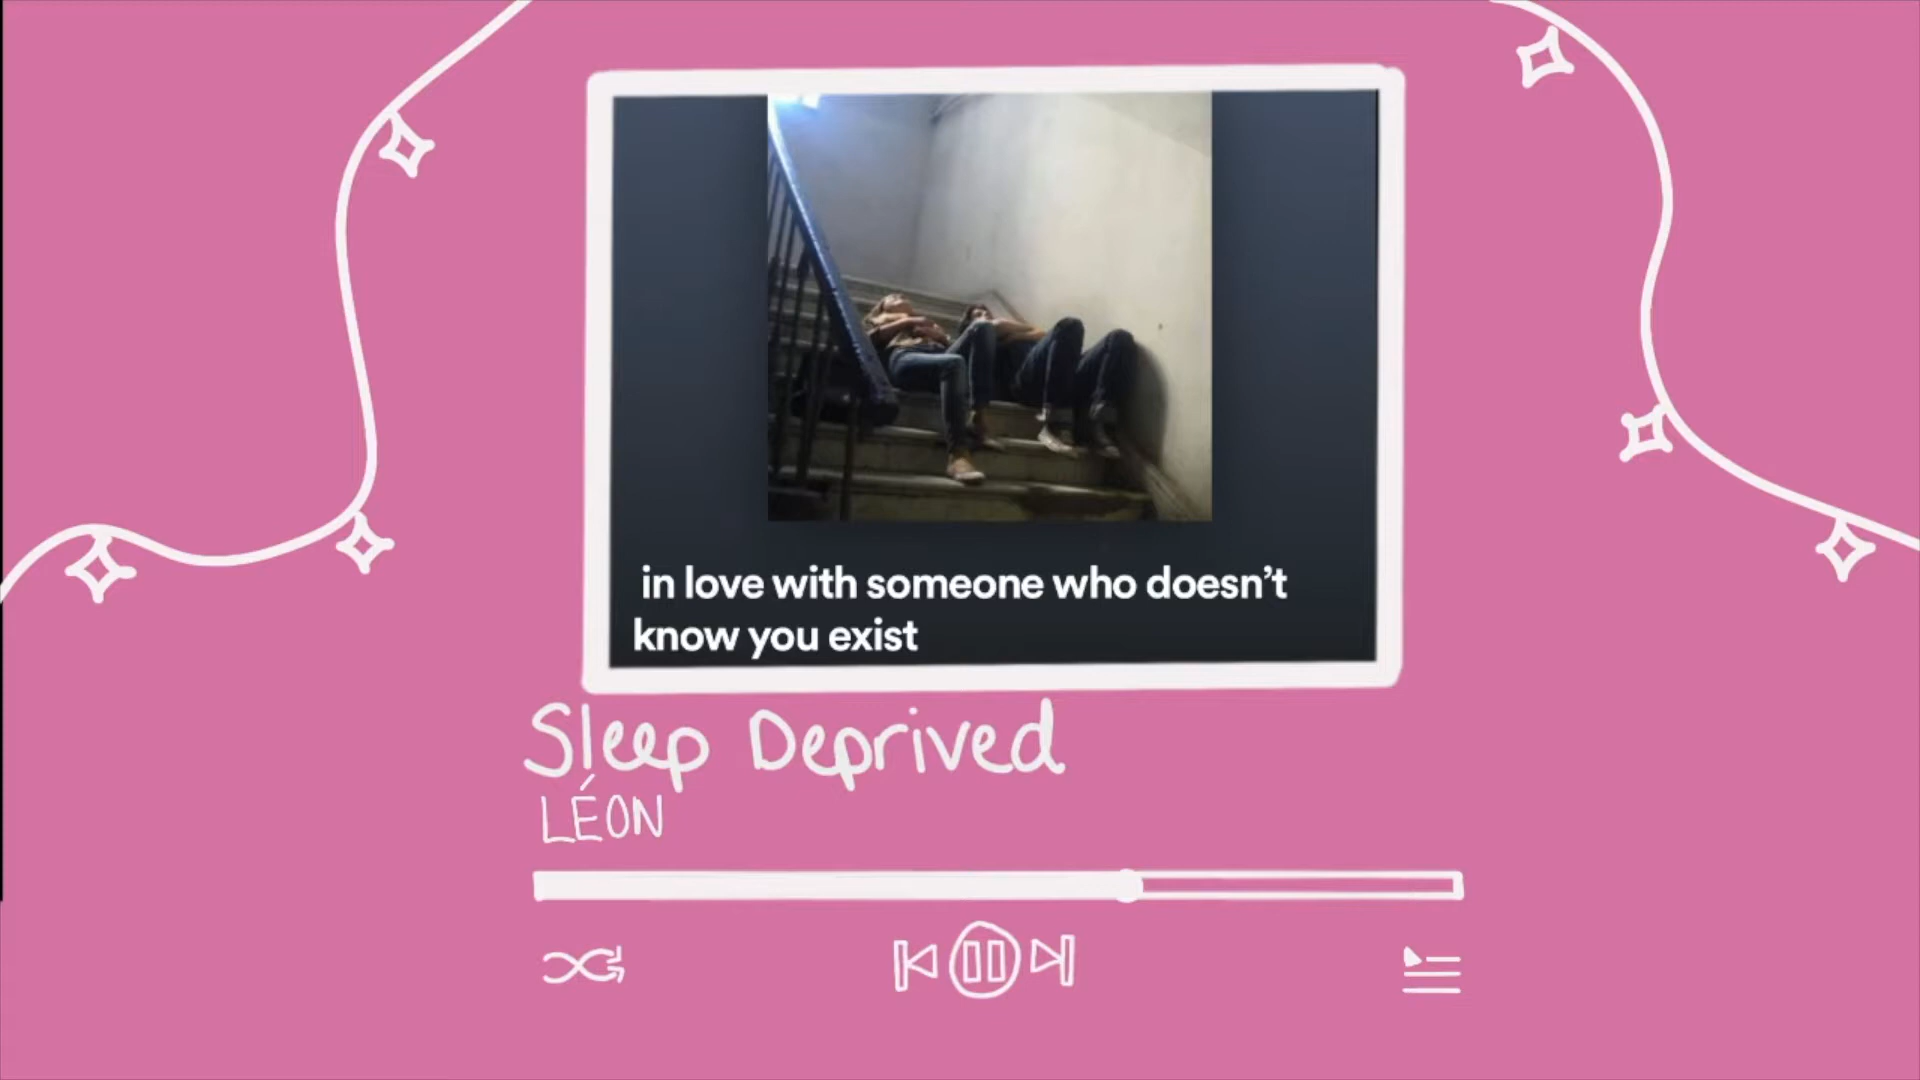 in love with someone who doesn’t
know you exist
Sleep Deprived
LÉON